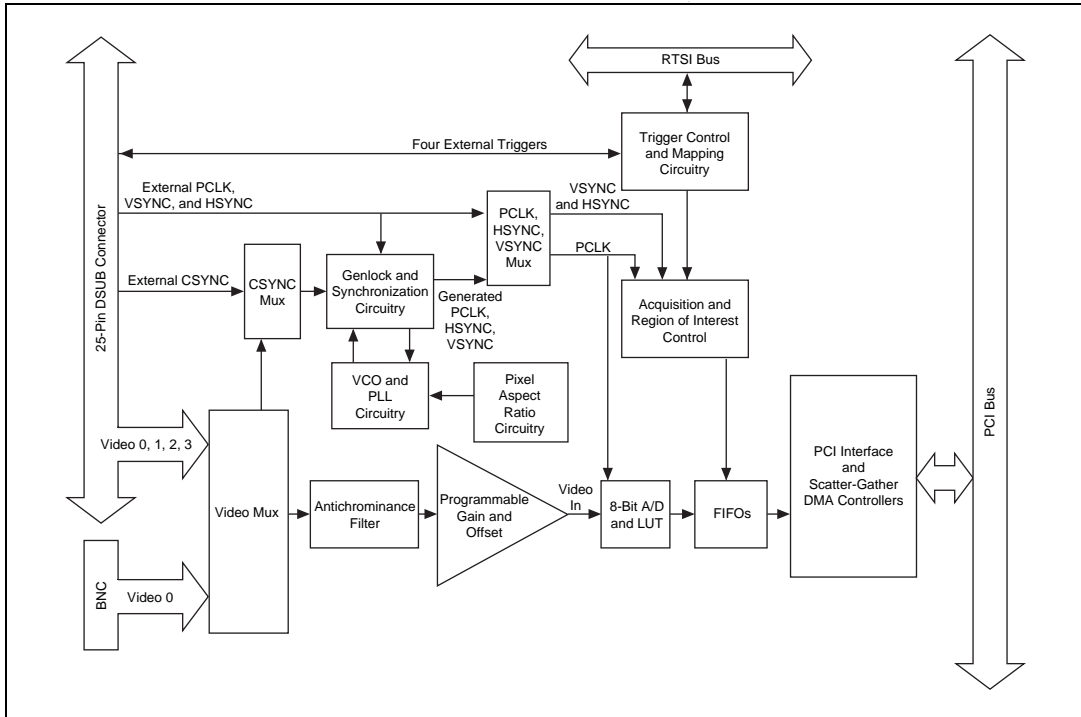 RTSI Bus
Four External Triggers
Trigger Control
and Mapping
Circuitry
25-Pin DSUB Connector
External PCLK,
VSYNC, and HSYNC
PCLK,
HSYNC,
VSYNC
Mux
VSYNC
and HSYNC
PCLK
External CSYNC
CSYNC
Mux
Genlock and
Synchronization
Circuitry
Generated
PCLK,
HSYNC,
VSYNC
Acquisition and
Region of Interest
Control
VCO and
PLL
Circuitry
Pixel
Aspect
Ratio
Circuitry
PCI Bus
Video 0, 1, 2, 3
Video Mux
Antichrominance
Filter
Programmable
Gain and
Offset
Video
In
8-Bit A/D
and LUT
FIFOs
PCI Interface
and
Scatter-Gather
DMA Controllers
BNC
Video 0